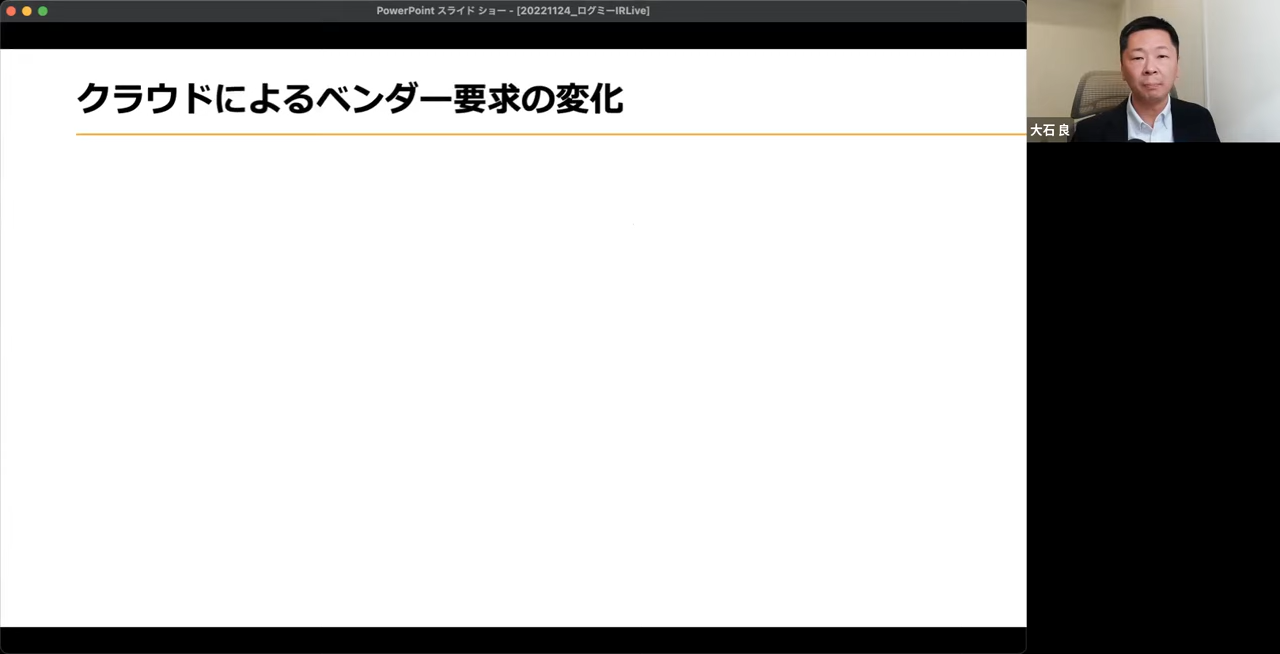 PowerPoint スライド ショー - [20221124_ログミーIRLive]
クラウドによるベンダー要求の変化
大石 良